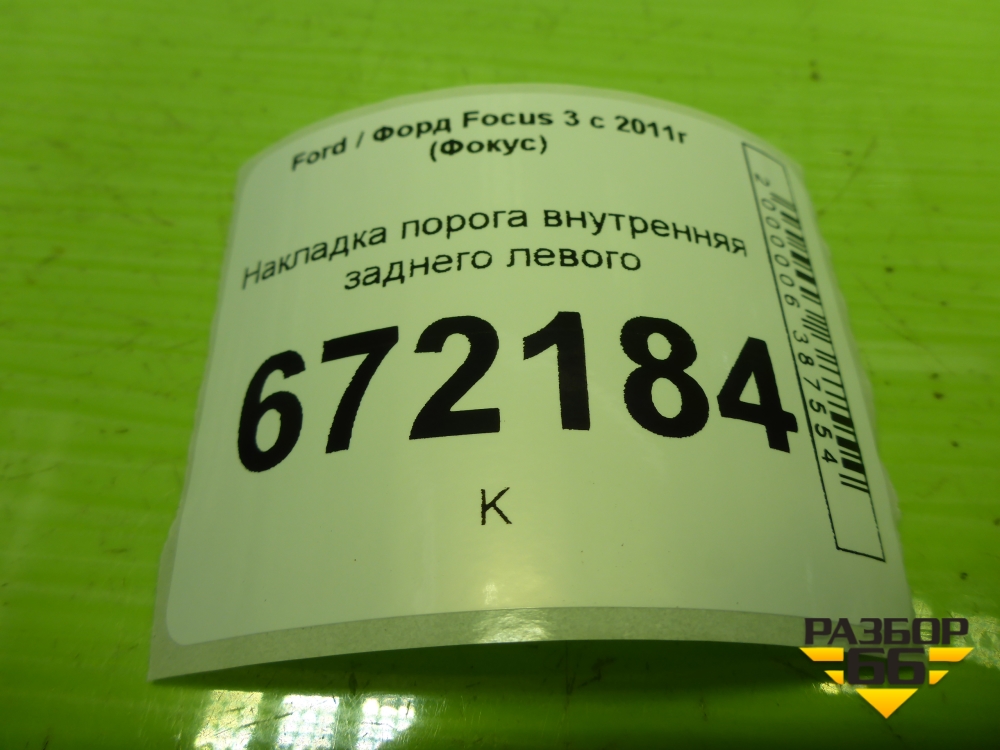 Ford / Форд Focus 3 с 2011г
(Фокус)
Накладка порога внутренняя
заднего левого
672184
К
2000006387554
РАЗБОР
66